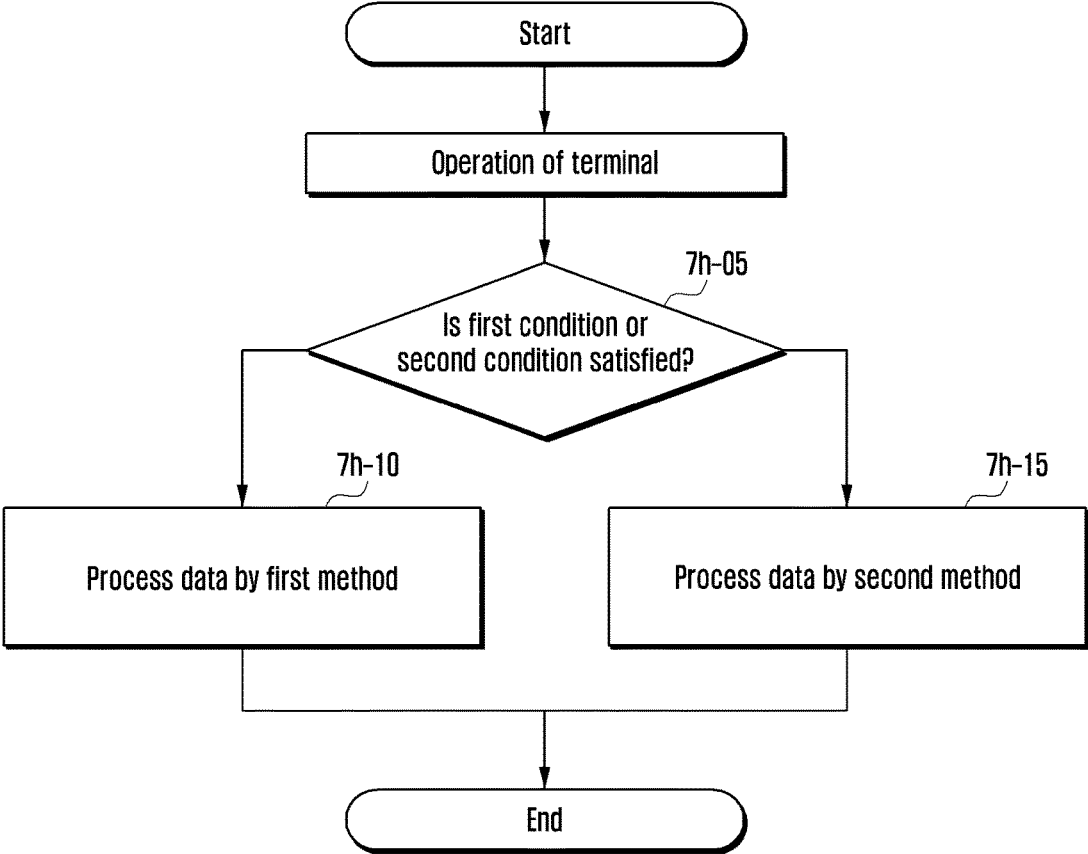 Start
Operation of terminal
7h-05
Is first condition or
second condition satisfied?
7h-10
7h-15
Process data by first method
Process data by second method
End